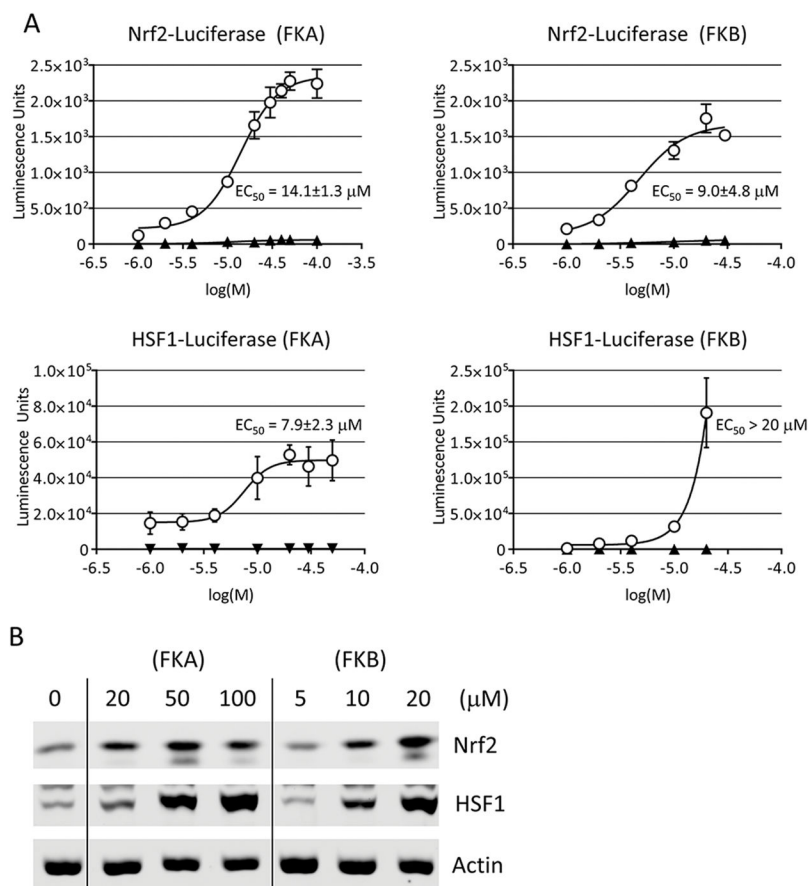 A
Nrf2-Luciferase (FKA)
Luminescence Units
2.5×10³
2.0×10³
1.5×10³
1.0×10³
5.0×10²
0
EC₅₀ = 14.1±1.3 μM
-6.5 -6.0 -5.5 -5.0 -4.5 -4.0 -3.5
log(M)
Nrf2-Luciferase (FKB)
Luminescence Units
2.5×10³
2.0×10³
1.5×10³
1.0×10³
5.0×10²
0
EC₅₀ = 9.0±4.8 μM
-6.5 -6.0 -5.5 -5.0 -4.5 -4.0
log(M)
HSF1-Luciferase (FKA)
Luminescence Units
1.0×10⁵
8.0×10⁴
6.0×10⁴
4.0×10⁴
2.0×10⁴
0
EC₅₀ = 7.9±2.3 μM
-6.5 -6.0 -5.5 -5.0 -4.5 -4.0
log(M)
HSF1-Luciferase (FKB)
Luminescence Units
2.5×10⁵
2.0×10⁵
1.5×10⁵
1.0×10⁵
5.0×10⁴
0
EC₅₀ > 20 μM
-6.5 -6.0 -5.5 -5.0 -4.5 -4.0
log(M)
B
(FKA) (FKB)
0 20 50 100 5 10 20 (μM)
Nrf2
HSF1
Actin